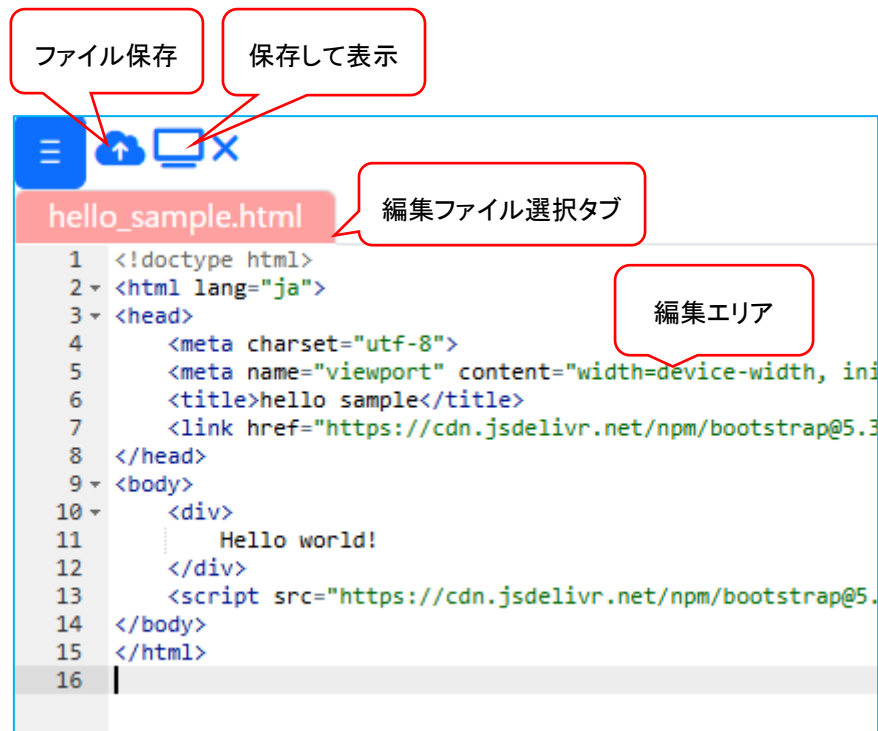 ファイル保存
保存して表示
hello_sample.html
編集ファイル選択タブ
編集エリア
1 <!doctype html>
2 <html lang="ja">
3 <head>
4 <meta charset="utf-8">
5 <meta name="viewport" content="width=device-width, ini
6 <title>hello sample</title>
7 <link href="https://cdn.jsdelivr.net/npm/bootstrap@5.3
8 </head>
9 <body>
10 <div>
11 Hello world!
12 </div>
13 <script src="https://cdn.jsdelivr.net/npm/bootstrap@5.
14 </body>
15 </html>
16